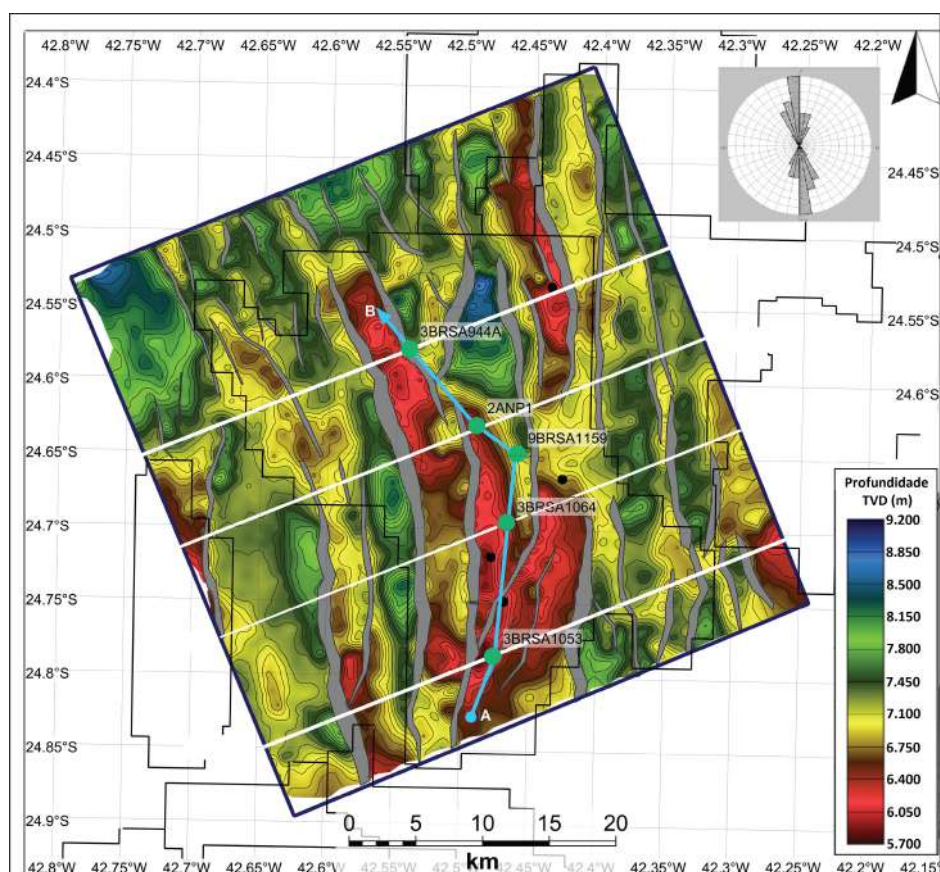 42.8°W 42.75°W 42.7°W 42.65°W 42.6°W 42.55°W 42.5°W 42.45°W 42.4°W 42.35°W 42.3°W 42.25°W 42.2°W
24.4°S
24.45°S 24.45°S
24.5°S 24.5°S
24.55°S 24.55°S
B
3BRSA944A
24.6°S 24.6°S
2ANP1
9BRSA1159
24.65°S
3BRSA1064
24.7°S
24.75°S
3BRSA1053
24.8°S
A
24.85°S
24.9°S
Profundidade
TVD (m)
9.200
8.850
8.500
8.150
7.800
7.450
7.100
6.750
6.400
6.050
5.700
0 5 10 15 20
km
42.8°W 42.75°W 42.7°W 42.65°W 42.6°W 42.55°W 42.5°W 42.45°W 42.4°W 42.35°W 42.3°W 42.25°W 42.2°W 42.15°W